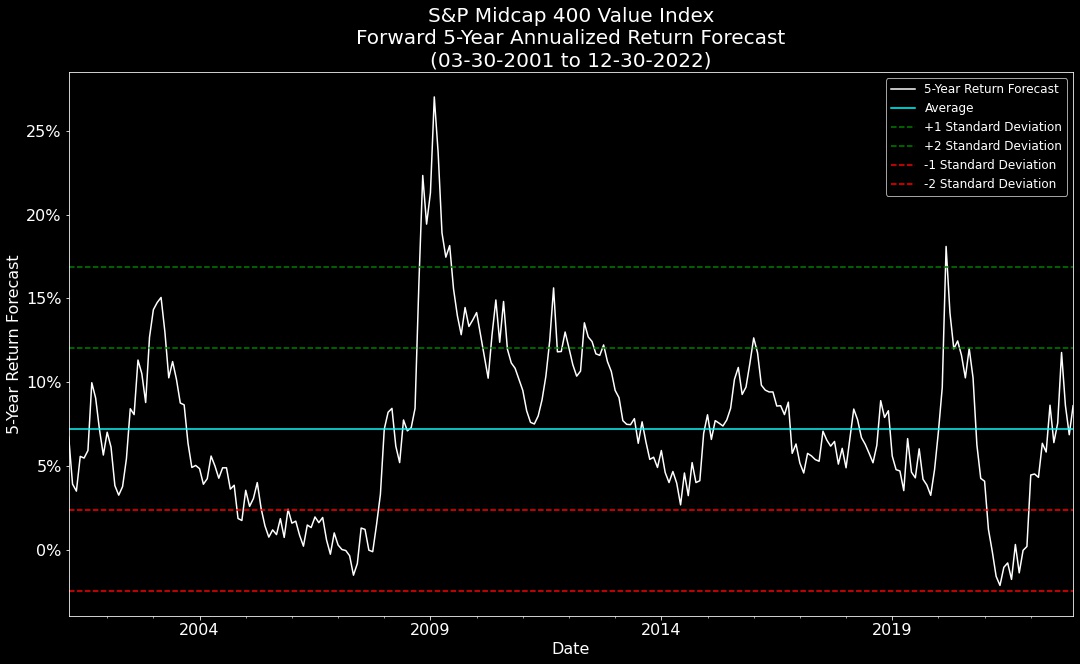 S&P Midcap 400 Value Index
Forward 5-Year Annualized Return Forecast
(03-30-2001 to 12-30-2022)
5-Year Return Forecast
Average
+1 Standard Deviation
+2 Standard Deviation
-1 Standard Deviation
-2 Standard Deviation
5-Year Return Forecast
25%
20%
15%
10%
5%
0%
2004
2009
2014
2019
Date